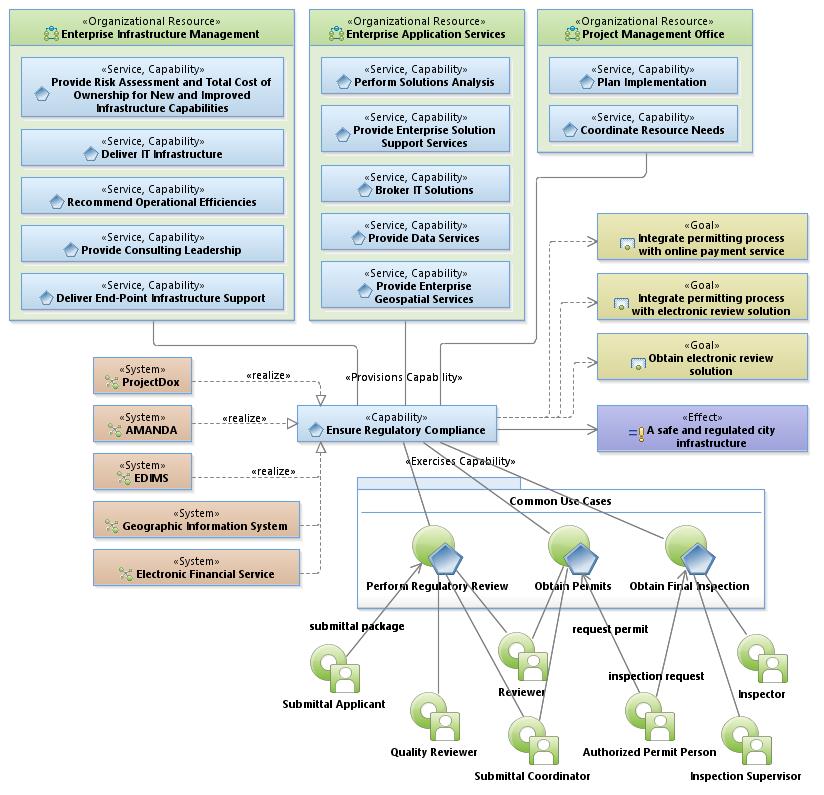 «Organizational Resource»
Enterprise Infrastructure Management
«Service, Capability»
Provide Risk Assessment and Total Cost of
Ownership for New and Improved
Infrastructure Capabilities
«Service, Capability»
Deliver IT Infrastructure
«Service, Capability»
Recommend Operational Efficiencies
«Service, Capability»
Provide Consulting Leadership
«Service, Capability»
Deliver End-Point Infrastructure Support
«Organizational Resource»
Enterprise Application Services
«Service, Capability»
Perform Solutions Analysis
«Service, Capability»
Provide Enterprise Solution
Support Services
«Service, Capability»
Broker IT Solutions
«Service, Capability»
Provide Data Services
«Service, Capability»
Provide Enterprise
Geospatial Services
«Organizational Resource»
Project Management Office
«Service, Capability»
Plan Implementation
«Service, Capability»
Coordinate Resource Needs
«Goal»
Integrate permitting process
with online payment service
«Goal»
Integrate permitting process
with electronic review solution
«Goal»
Obtain electronic review
solution
«Effect»
A safe and regulated city
infrastructure
«System»
ProjectDox
«System»
AMANDA
«System»
EDIMS
«System»
Geographic Information System
«System»
Electronic Financial Service
«realize»
«realize»
«realize»
«Provisions Capability»
«Capability»
Ensure Regulatory Compliance
«Exercises Capability»
Common Use Cases
Perform Regulatory Review
Obtain Permits
Obtain Final Inspection
submittal package
request permit
inspection request
Submittal Applicant
Reviewer
Inspector
Quality Reviewer
Authorized Permit Person
Submittal Coordinator
Inspection Supervisor